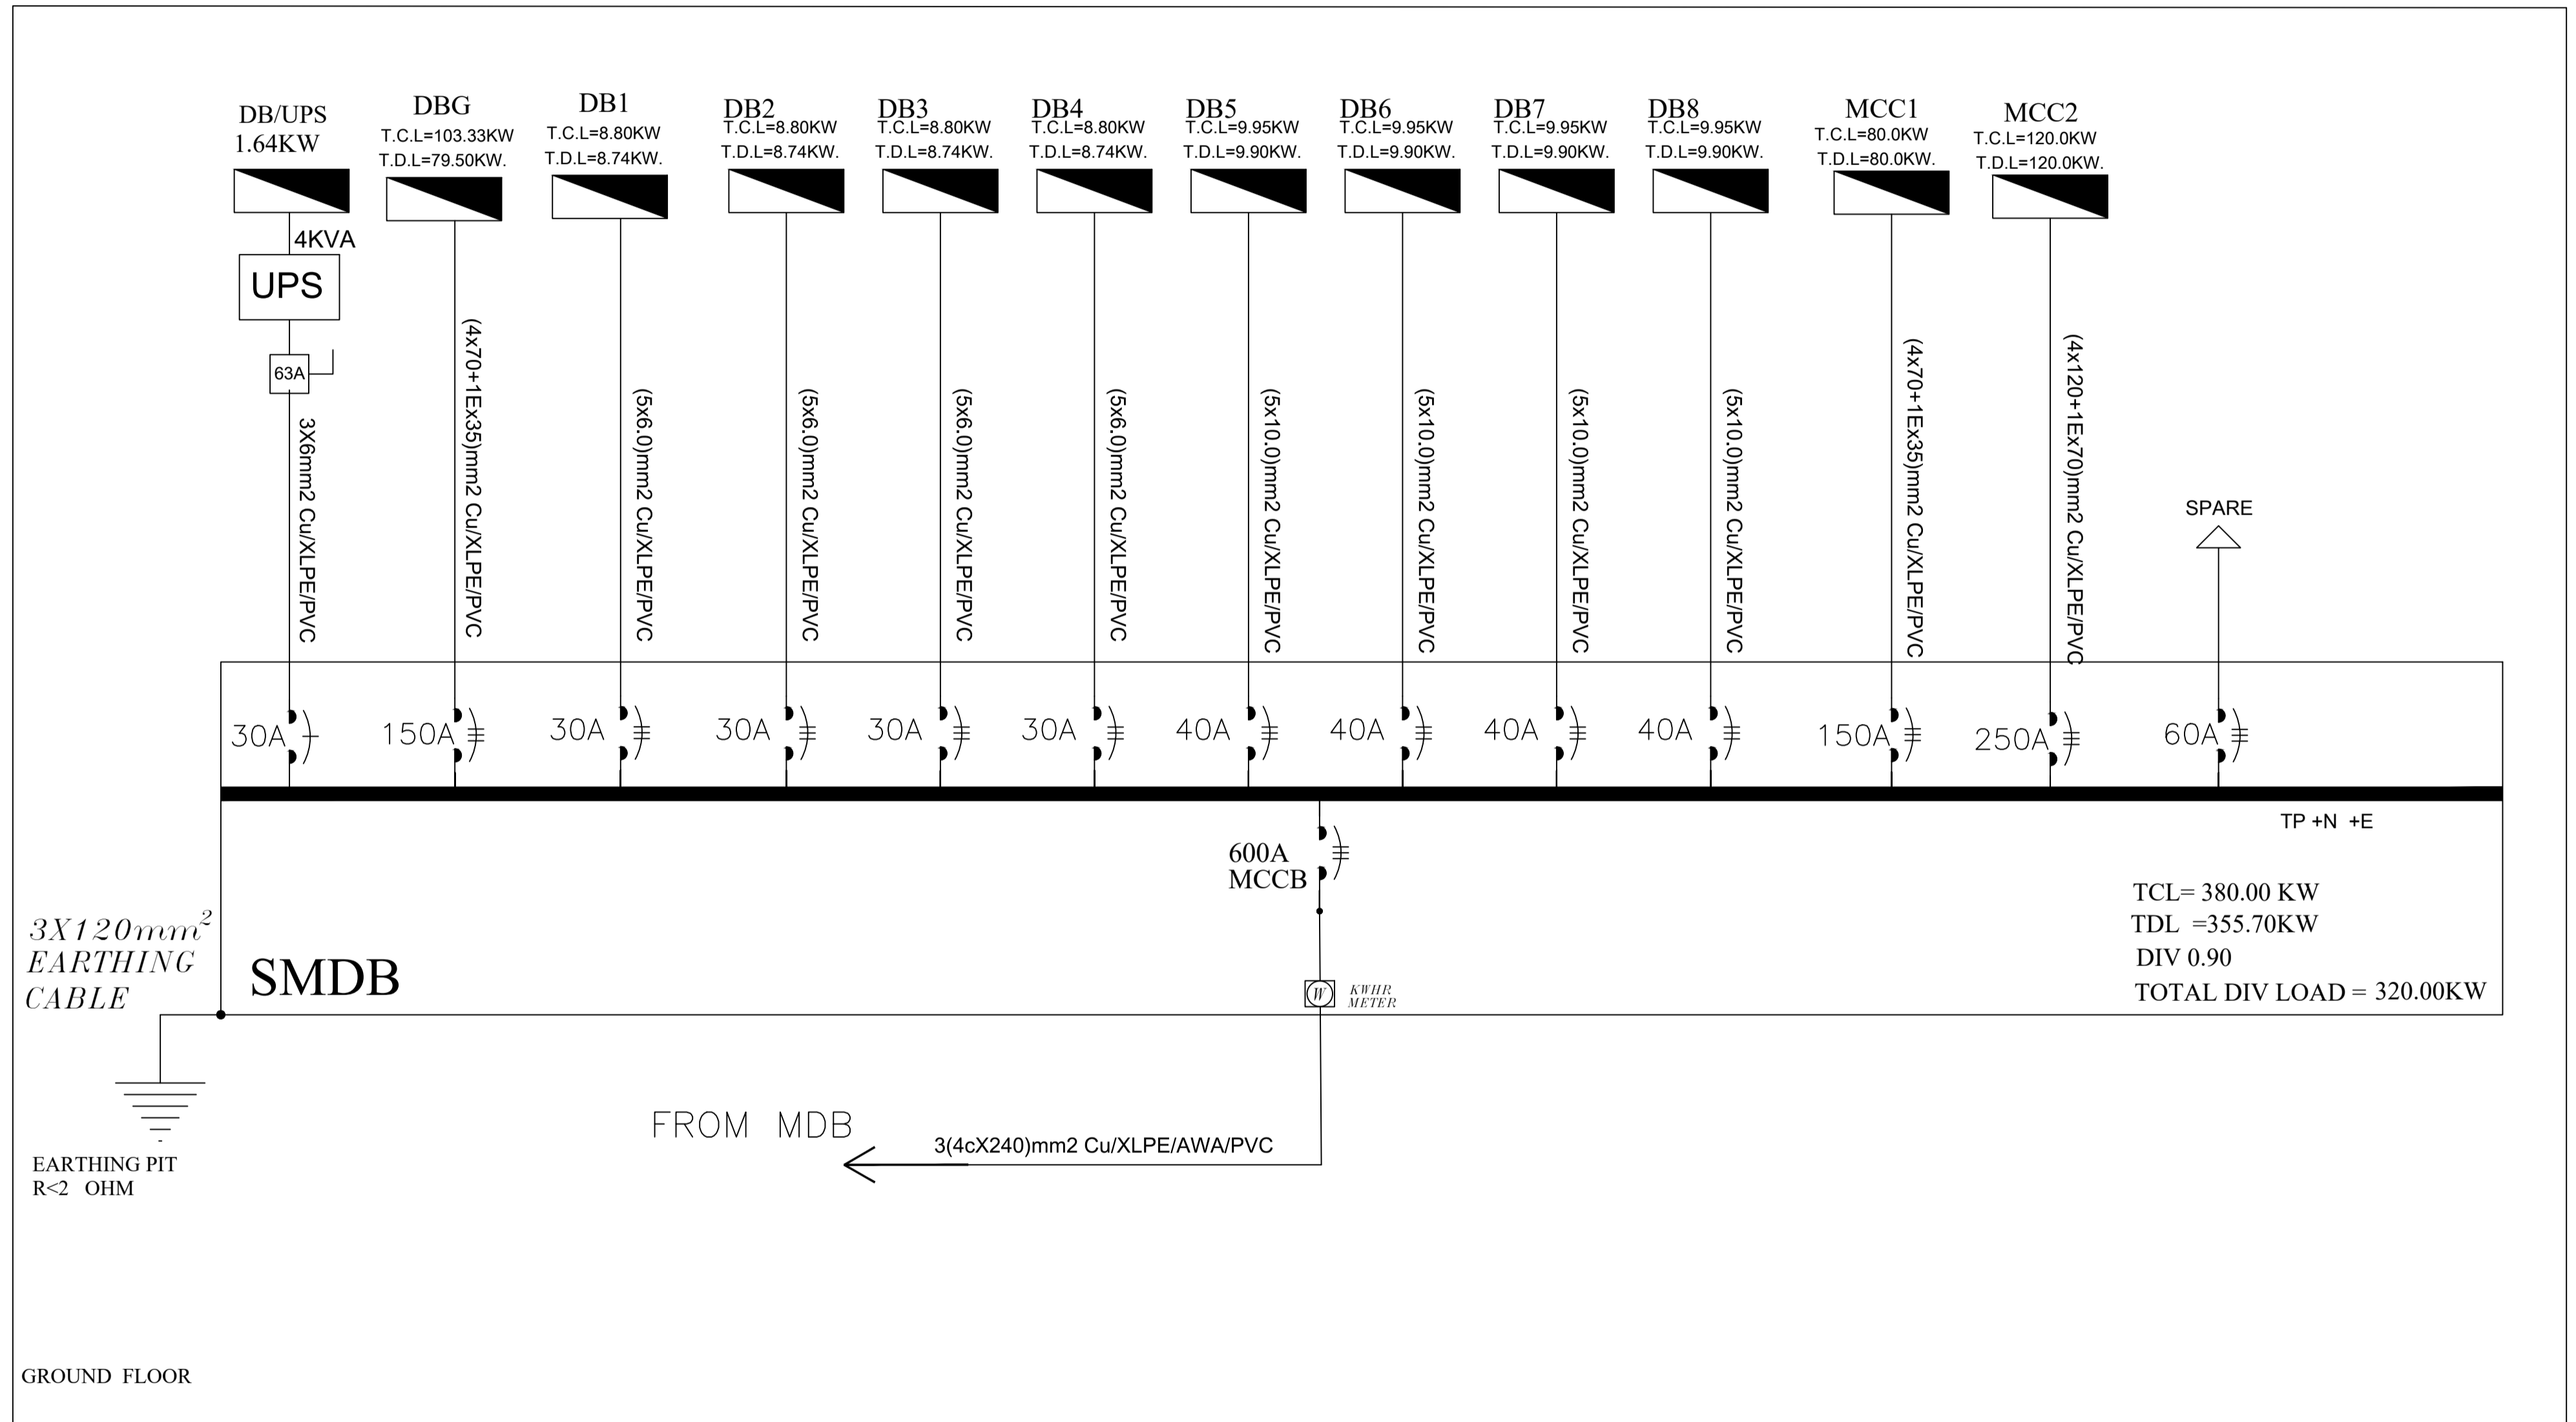 DB/UPS
1.64KW
DBG
T.C.L=103.33KW
T.D.L=79.50KW.
DB1
T.C.L=8.80KW
T.D.L=8.74KW.
DB2
T.C.L=8.80KW
T.D.L=8.74KW.
DB3
T.C.L=8.80KW
T.D.L=8.74KW.
DB4
T.C.L=8.80KW
T.D.L=8.74KW.
DB5
T.C.L=9.95KW
T.D.L=9.90KW.
DB6
T.C.L=9.95KW
T.D.L=9.90KW.
DB7
T.C.L=9.95KW
T.D.L=9.90KW.
DB8
T.C.L=9.95KW
T.D.L=9.90KW.
MCC1
T.C.L=80.0KW
T.D.L=80.0KW.
MCC2
T.C.L=120.0KW
T.D.L=120.0KW.
4KVA
UPS
63A
3X6mm2 Cu/XLPE/PVC
(4x70+1Ex35)mm2 Cu/XLPE/PVC
(5x6.0)mm2 Cu/XLPE/PVC
(5x6.0)mm2 Cu/XLPE/PVC
(5x6.0)mm2 Cu/XLPE/PVC
(5x6.0)mm2 Cu/XLPE/PVC
(5x10.0)mm2 Cu/XLPE/PVC
(5x10.0)mm2 Cu/XLPE/PVC
(5x10.0)mm2 Cu/XLPE/PVC
(5x10.0)mm2 Cu/XLPE/PVC
(4x70+1Ex35)mm2 Cu/XLPE/PVC
(4x120+1Ex70)mm2 Cu/XLPE/PVC
SPARE
30A
150A
30A
30A
30A
30A
40A
40A
40A
40A
150A
250A
60A
TP +N +E
600A
MCCB
TCL= 380.00 KW
TDL =355.70KW
DIV 0.90
TOTAL DIV LOAD = 320.00KW
3X120mm²
EARTHING
CABLE
SMDB
W
KWHR
METER
FROM MDB
3(4cX240)mm2 Cu/XLPE/AWA/PVC
EARTHING PIT
R<2 OHM
GROUND FLOOR